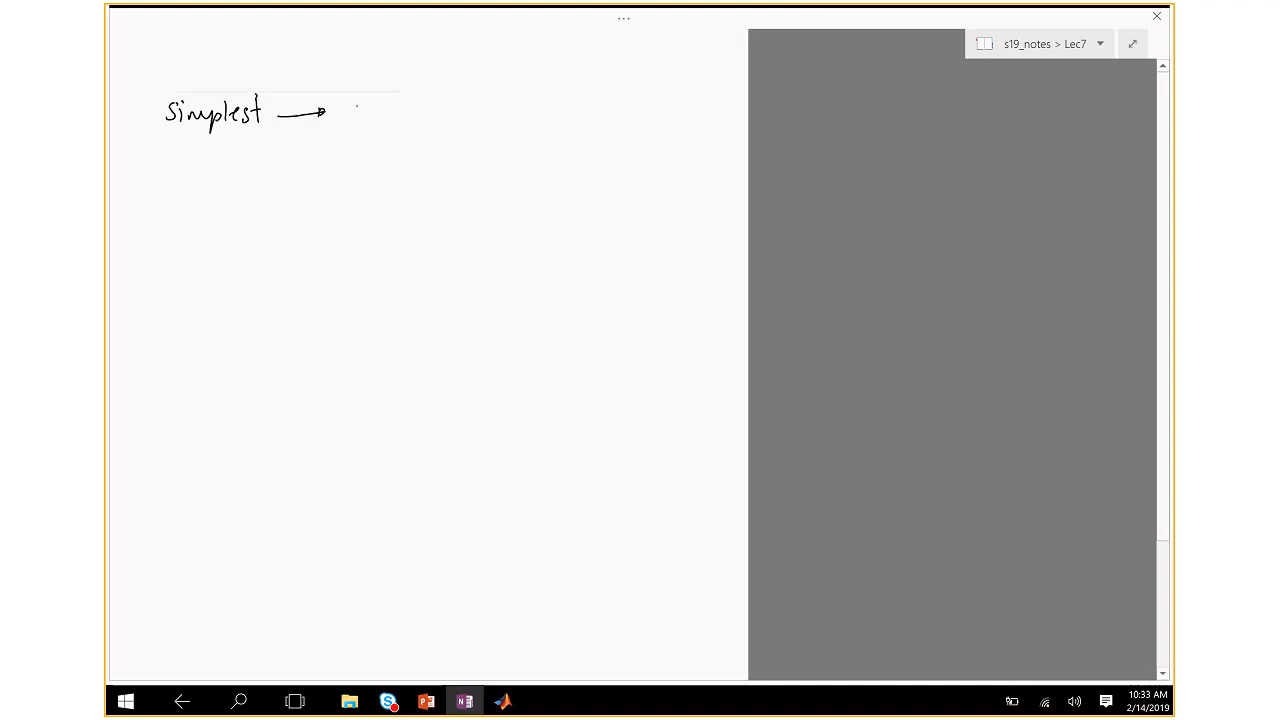 ...
s19_notes > Lec7
simplest →
10:33 AM
2/14/2019